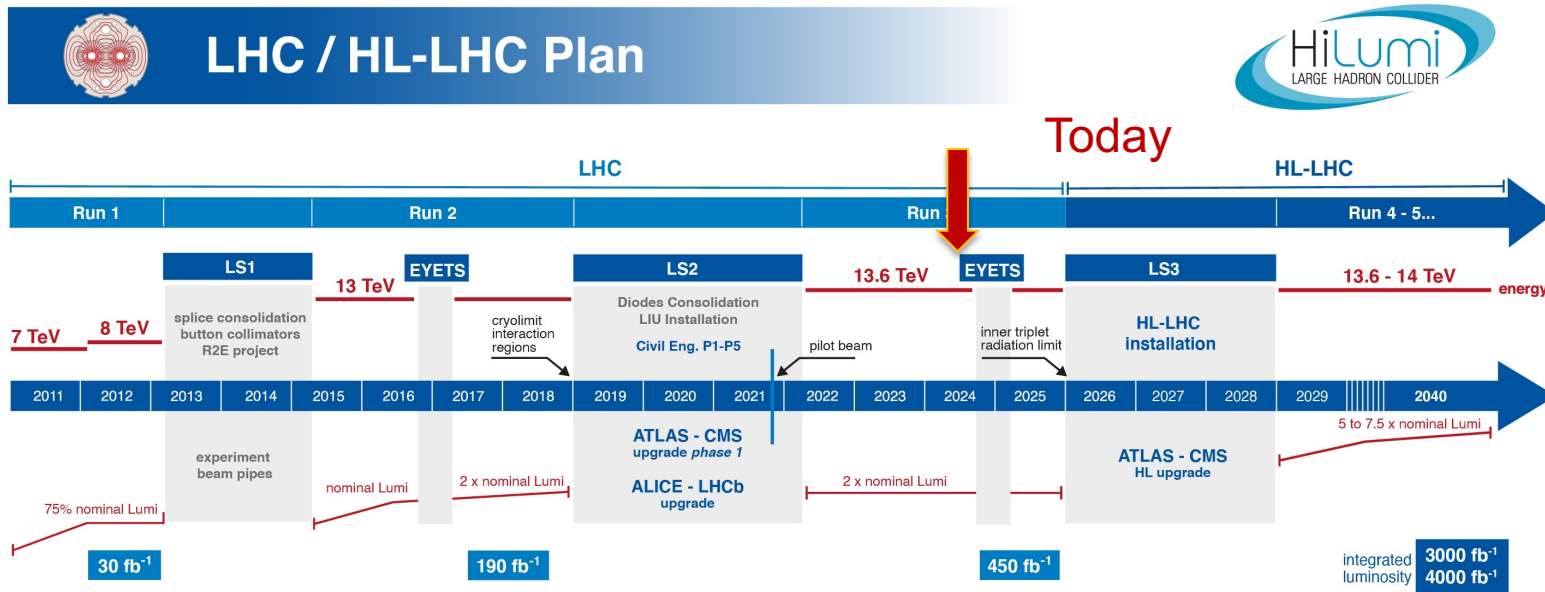 LHC / HL-LHC Plan
HiLumi
LARGE HADRON COLLIDER
Today
LHC
HL-LHC
Run 1
Run 2
Run
Run 4 - 5...
LS1
EYETS
LS2
EYETS
LS3
13 TeV
13.6 TeV
13.6 - 14 TeV
energy
7 TeV
8 TeV
splice consolidation
button collimators
R2E project
cryolimit
interaction
regions
Diodes Consolidation
LIU Installation
Civil Eng. P1-P5
pilot beam
inner triplet
radiation limit
HL-LHC
installation
2011
2012
2013
2014
2015
2016
2017
2018
2019
2020
2021
2022
2023
2024
2025
2026
2027
2028
2029
2040
experiment
beam pipes
ATLAS - CMS
upgrade phase 1
ALICE - LHCb
upgrade
ATLAS - CMS
HL upgrade
5 to 7.5 x nominal Lumi
75% nominal Lumi
nominal Lumi
2 x nominal Lumi
2 x nominal Lumi
30 fb⁻¹
190 fb⁻¹
450 fb⁻¹
integrated
luminosity
3000 fb⁻¹
4000 fb⁻¹